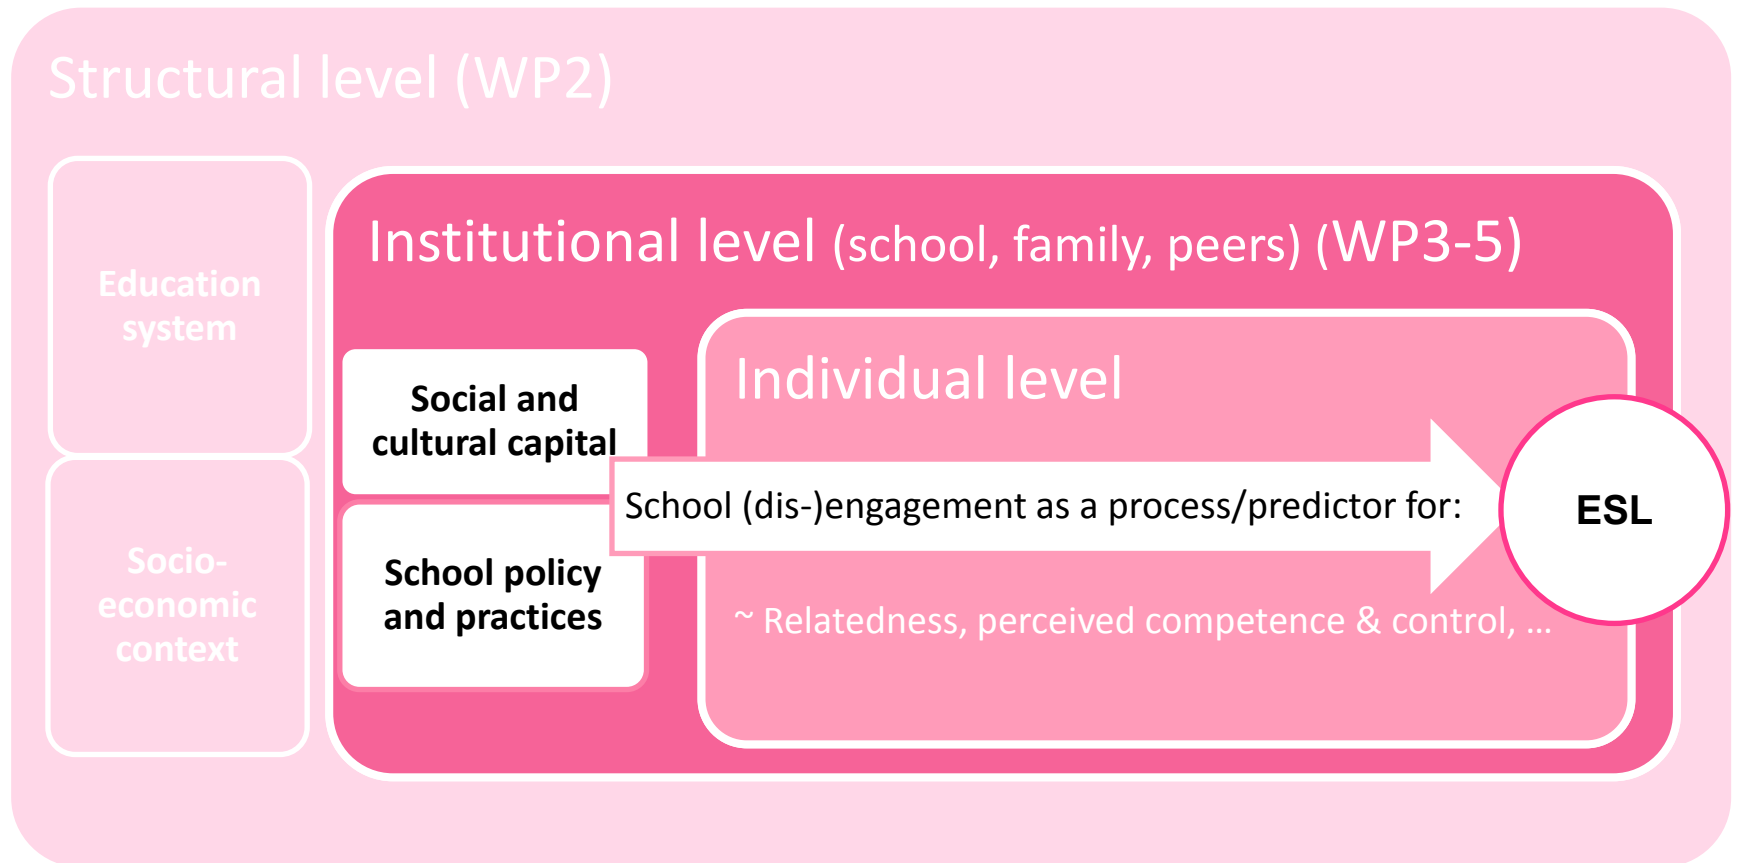 Structural level (WP2)
Education
system
Socio-
economic
context
Institutional level (school, family, peers) (WP3-5)
Social and
cultural capital
School policy
and practices
Individual level
School (dis-)engagement as a process/predictor for:
ESL
~ Relatedness, perceived competence & control, ...